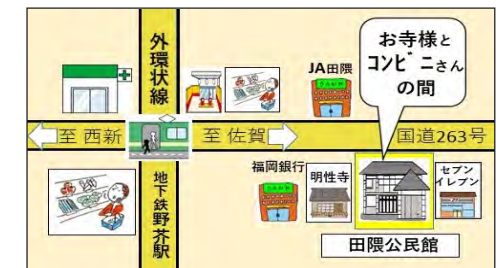 外環状線
JA田隈
お寺様と
コンビニさん
の間
至 西新
至 佐賀
国道263号
地下鉄野芥駅
福岡銀行
明性寺
セブン
イレブン
田隈公民館